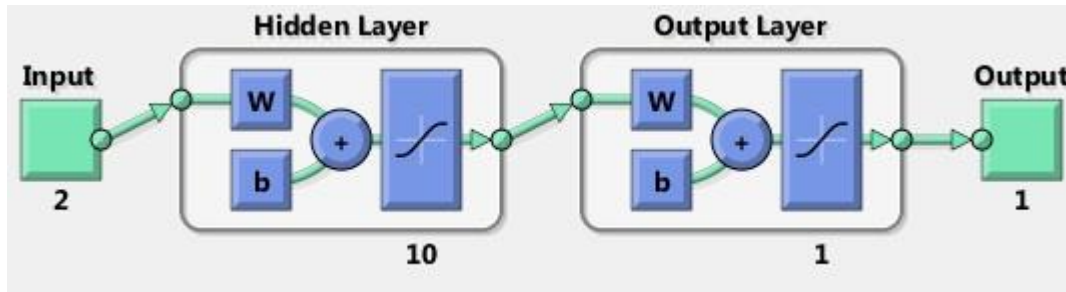 Hidden Layer
Output Layer
Input
Output
W
b
+
W
b
+
2
10
1
1